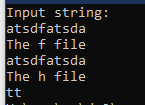 Input string:
atsdfatsda
The f file
atsdfatsda
The h file
tt